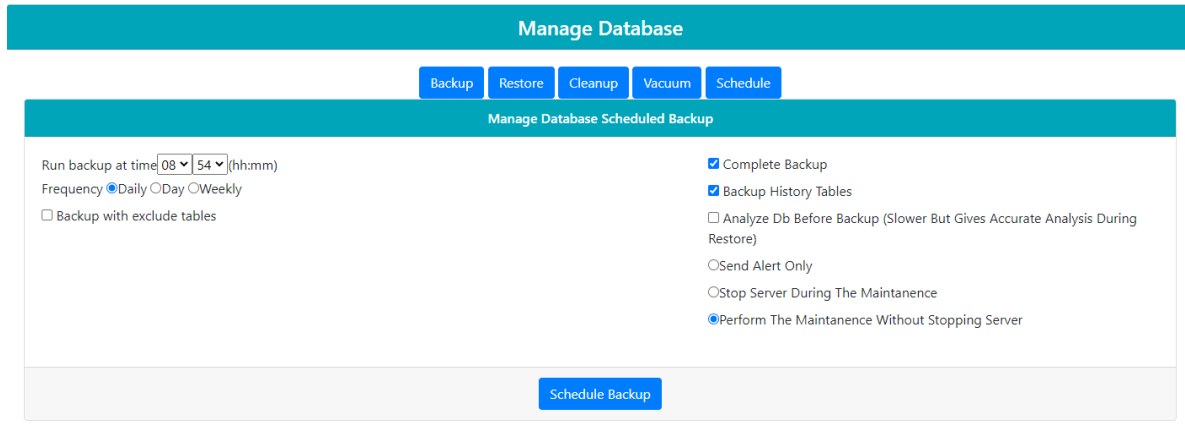 Manage Database
Backup Restore Cleanup Vacuum Schedule
Manage Database Scheduled Backup
Run backup at time 08 54 (hh:mm)
Frequency Daily Day Weekly
Backup with exclude tables
Complete Backup
Backup History Tables
Analyze Db Before Backup (Slower But Gives Accurate Analysis During
Restore)
Send Alert Only
Stop Server During The Maintanence
Perform The Maintanence Without Stopping Server
Schedule Backup